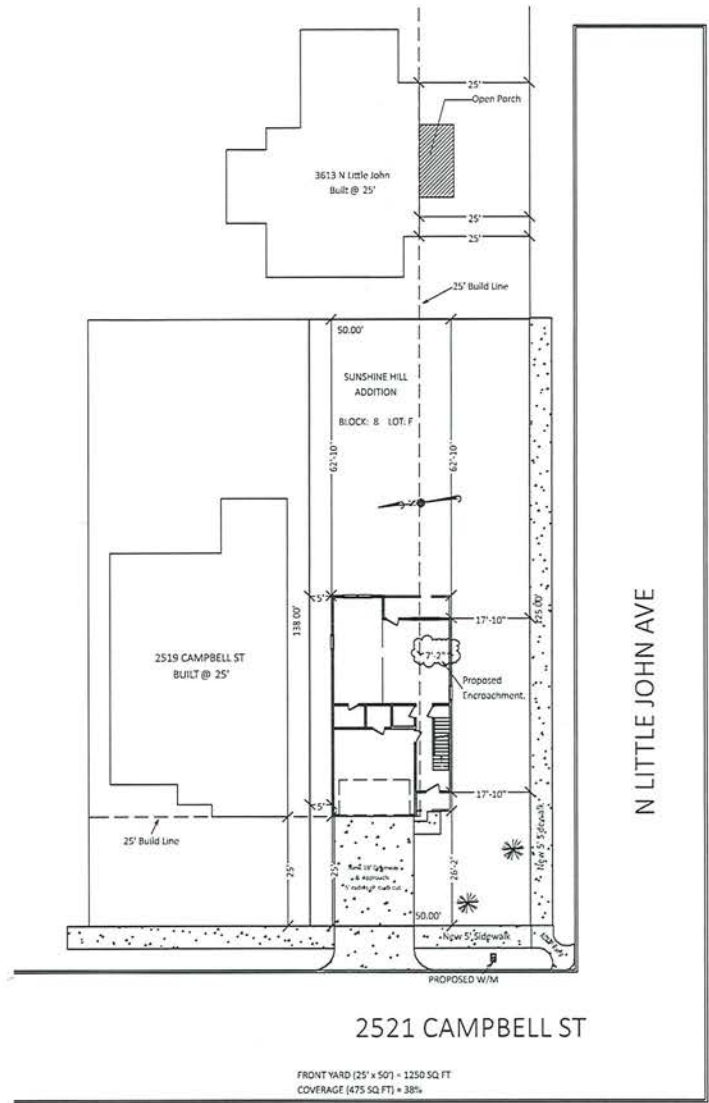 25'
Open Porch
3613 N Little John
Built @ 25'
25'
25'
25' Build Line
50.00'
SUNSHINE HILL
ADDITION
BLOCK: 8 LOT: F
62'-10"
62'-10"
5'
138.00'
17'-10"
125.00'
7'-2"
2519 CAMPBELL ST
BUILT @ 25'
Proposed
Encroachment.
N LITTLE JOHN AVE
5'
17'-10"
25' Build Line
25'
25'
26'-2"
& Approach
New 5' Sidewalk
50.00'
New 5' Sidewalk
PROPOSED W/M
2521 CAMPBELL ST
FRONT YARD (25' x 50') = 1250 SQ FT
COVERAGE (475 SQ FT) = 38%